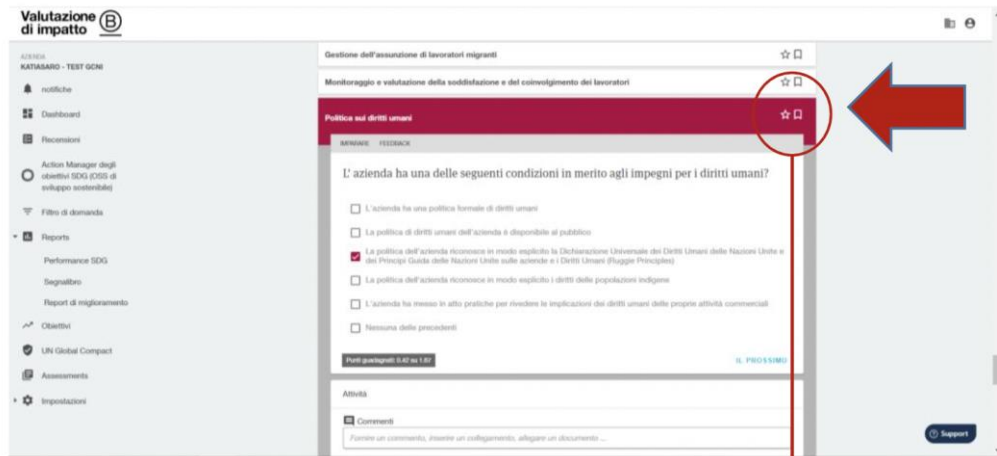 Valutazione
di impatto B
AZIENDA
KATIASARO - TEST GCNI
notifiche
Dashboard
Recensioni
Action Manager degli
obiettivi SDG (OSS di
sviluppo sostenibile)
Filtro di domanda
Reports
Performance SDG
Segnalibro
Report di miglioramento
Obiettivi
UN Global Compact
Assessments
Impostazioni
Gestione dell'assunzione di lavoratori migranti
Monitoraggio e valutazione della soddisfazione e del coinvolgimento dei lavoratori
Politica sui diritti umani
IMPARARE FEEDBACK
L' azienda ha una delle seguenti condizioni in merito agli impegni per i diritti umani?
L'azienda ha una politica formale di diritti umani
La politica di diritti umani dell'azienda è disponibile al pubblico
La politica dell'azienda riconosce in modo esplicito la Dichiarazione Universale dei Diritti Umani delle Nazioni Unite e
dei Principi Guida delle Nazioni Unite sulle aziende e i Diritti Umani (Ruggie Principles)
La politica dell'azienda riconosce in modo esplicito i diritti delle popolazioni indigene
L'azienda ha messo in atto pratiche per rivedere le implicazioni dei diritti umani delle proprie attività commerciali
Nessuna delle precedenti
Punti guadagnati: 0.42 su 1.67
IL PROSSIMO
Attività
Commenti
Fornire un commento, inserire un collegamento, allegare un documento ...
Support